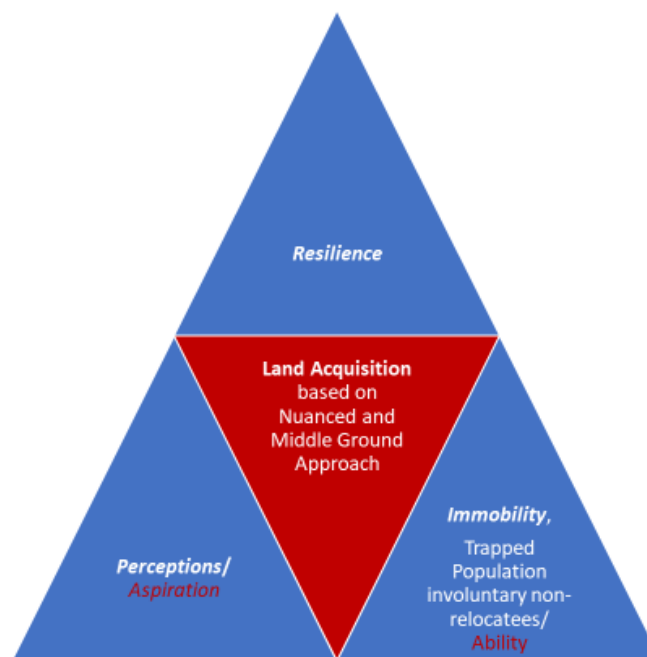 Resilience
Land Acquisition
based on
Nuanced and
Middle Ground
Approach
Perceptions/
Aspiration
Immobility,
Trapped
Population
involuntary non-
relocatees/
Ability